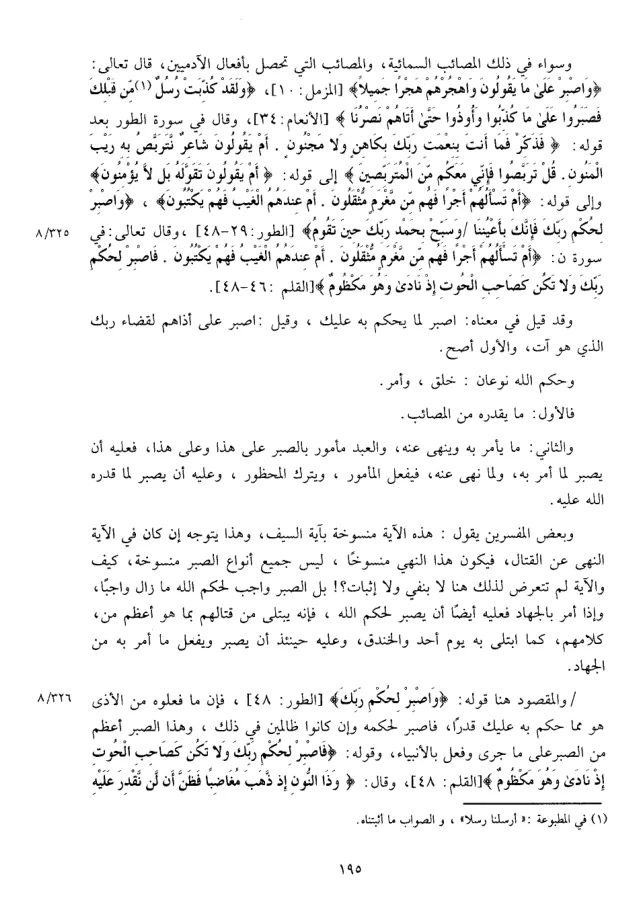 وسواء في ذلك المصائب السمائية، والمصائب التي تحصل بأفعال الآدميين، قال تعالى:
﴿وَاصْبِرْ عَلَىٰ مَا يَقُولُونَ وَاهْجُرْهُمْ هَجْرًا جَمِيلاً﴾ [المزمل: ١٠]، ﴿وَلَقَدْ كُذِّبَتْ رُسُلٌ(١) مِّن قَبْلِكَ
فَصَبَرُوا عَلَىٰ مَا كُذِّبُوا وَأُوذُوا حَتَّىٰ أَتَاهُمْ نَصْرُنَا ﴾ [الأنعام: ٣٤]، وقال في سورة الطور بعد
قوله: ﴿ فَذَكِّرْ فَمَا أَنتَ بِنِعْمَتِ رَبِّكَ بِكَاهِنٍ وَلا مَجْنُونٍ . أَمْ يَقُولُونَ شَاعِرٌ نَّتَرَبَّصُ بِهِ رَيْبَ
الْمَنُونِ. قُلْ تَرَبَّصُوا فَإِنِّي مَعَكُم مِّنَ الْمُتَرَبِّصِينَ ﴾ إلى قوله: ﴿ أَمْ يَقُولُونَ تَقَوَّلَهُ بَل لاَّ يُؤْمِنُونَ﴾
وإلى قوله: ﴿أَمْ تَسْأَلُهُمْ أَجْرًا فَهُم مِّن مَّغْرَمٍ مُّثْقَلُونَ . أَمْ عِندَهُمُ الْغَيْبُ فَهُمْ يَكْتُبُونَ﴾ ، ﴿وَاصْبِرْ
لِحُكْمِ رَبِّكَ فَإِنَّكَ بِأَعْيُنِنَا /وَسَبِّحْ بِحَمْدِ رَبِّكَ حِينَ تَقُومُ﴾ [الطور: ٢٩-٤٨] ،وقال تعالى: في ٨/٣٢٥
سورة ن: ﴿أَمْ تَسْأَلُهُمْ أَجْرًا فَهُم مِّن مَّغْرَمٍ مُّثْقَلُونَ . أَمْ عِندَهُمُ الْغَيْبُ فَهُمْ يَكْتُبُونَ . فَاصْبِرْ لِحُكْمِ
رَبِّكَ وَلا تَكُن كَصَاحِبِ الْحُوتِ إِذْ نَادَىٰ وَهُوَ مَكْظُومٌ ﴾[القلم :٤٦-٤٨].
وقد قيل في معناه: اصبر لما يحكم به عليك ، وقيل : اصبر على أذاهم لقضاء ربك
الذي هو آت، والأول أصح.
وحكم الله نوعان : خلق ، وأمر.
فالأول: ما يقدره من المصائب.
والثاني: ما يأمر به وينهى عنه، والعبد مأمور بالصبر على هذا وعلى هذا، فعليه أن
يصبر لما أمر به، ولما نهى عنه، فيفعل المأمور ، ويترك المحظور ، وعليه أن يصبر لما قدره
الله عليه.
وبعض المفسرين يقول : هذه الآية منسوخة بآية السيف، وهذا يتوجه إن كان في الآية
النهى عن القتال، فيكون هذا النهي منسوخًا ، ليس جميع أنواع الصبر منسوخة، كيف
والآية لم تتعرض لذلك هنا لا بنفي ولا إثبات؟! بل الصبر واجب لحكم الله ما زال واجبًا،
وإذا أمر بالجهاد فعليه أيضًا أن يصبر لحكم الله ، فإنه يبتلى من قتالهم بما هو أعظم من،
كلامهم، كما ابتلى به يوم أحد والخندق، وعليه حينئذ أن يصبر ويفعل ما أمر به من
الجهاد.
/ والمقصود هنا قوله: ﴿وَاصْبِرْ لِحُكْمِ رَبِّكَ﴾ [الطور: ٤٨] ، فإن ما فعلوه من الأذى ٨/٣٢٦
هو مما حكم به عليك قدرًا، فاصبر لحكمه وإن كانوا ظالمين في ذلك ، وهذا الصبر أعظم
من الصبرعلى ما جرى وفعل بالأنبياء، وقوله: ﴿فَاصْبِرْ لِحُكْمِ رَبِّكَ وَلا تَكُن كَصَاحِبِ الْحُوتِ
إِذْ نَادَىٰ وَهُوَ مَكْظُومٌ ﴾[القلم: ٤٨]، وقال: ﴿ وَذَا النُّونِ إِذ ذَّهَبَ مُغَاضِبًا فَظَنَّ أَن لَّن نَّقْدِرَ عَلَيْهِ
(١) في المطبوعة :« أرسلنا رسلا» ، و الصواب ما أثبتناه.
١٩٥